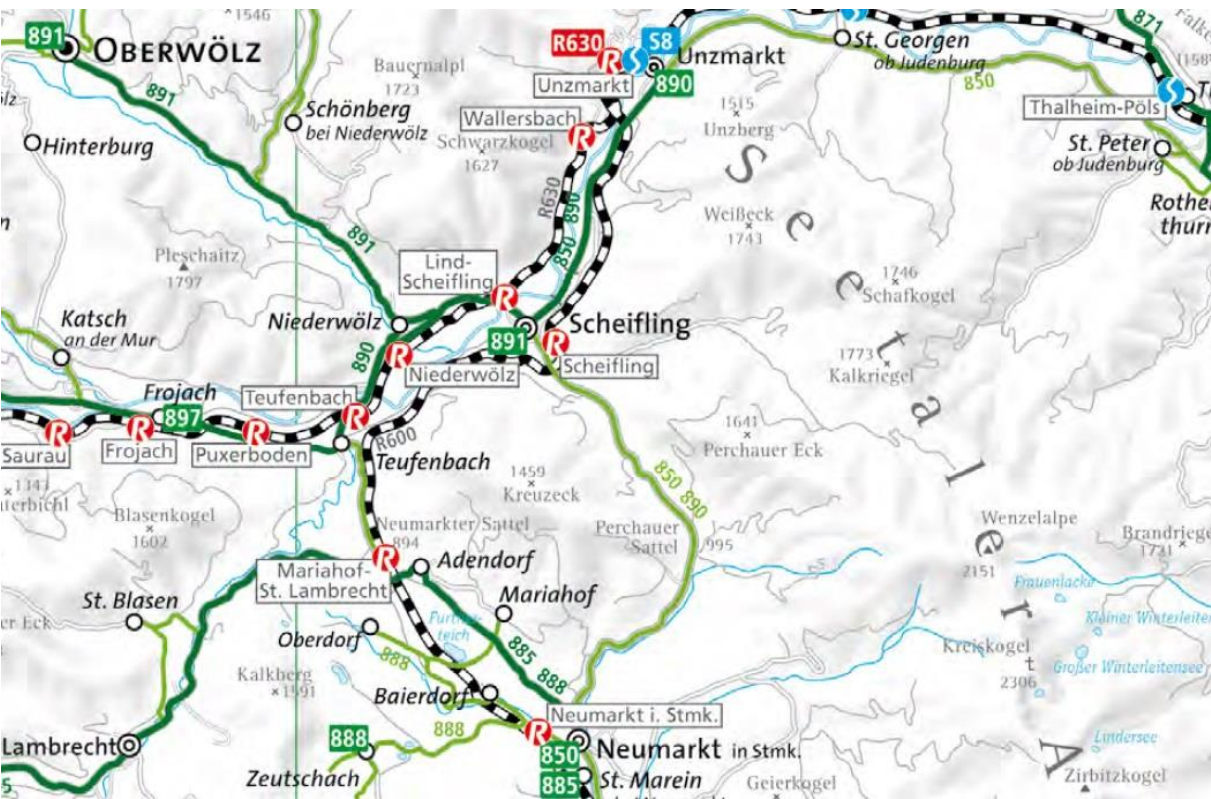 1546
871
891
OBERWÖLZ
R630
R
S
S8
Unzmarkt
890
Unzmarkt
S
St. Georgen
ob Judenburg
850
1158
S
Thalheim-Pöls
Bauernalpl
1723
891
Schönberg
bei Niederwölz
Wallersbach
R
Schwarzkogel
1627
1515
Unzberg
St. Peter
ob Judenburg
Hinterburg
R630
850 890
Weißeck
1743
Seetaler A
891
Pleschaitz
1797
Lind-
Scheifling
R
1746
Schafkogel
Katsch
an der Mur
Niederwölz
890
R
Niederwölz
891
Scheifling
R
Scheifling
1773
Kalkriegel
Frojach
897
Teufenbach
R
Saurau
R
Frojach
R
Puxerboden
R
R600
Teufenbach
1641
Perchauer Eck
1459
Kreuzeck
850 890
Blasenkogel
1602
Neumarkter Sattel
894
Perchauer
Sattel
995
Wenzelalpe
2151
1721
R
Mariahof-
St. Lambrecht
Adendorf
Mariahof
Frauenlacke
St. Blasen
Oberdorf
888
885 888
Kreiskogel
2306
Großer Winterleitensee
Kalkberg
1591
Baierdorf
888
888
Zeutschach
R
Neumarkt i. Stmk.
850
885
Neumarkt in Stmk.
St. Marein
Lambrecht
Geierkogel
Lindersee
Zirbitzkogel